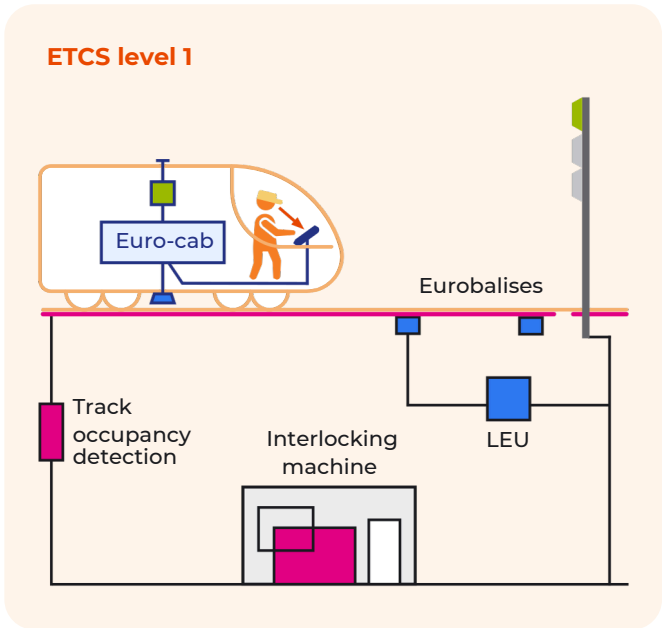 ETCS level 1
Euro-cab
Eurobalises
Track
occupancy
detection
Interlocking
machine
LEU